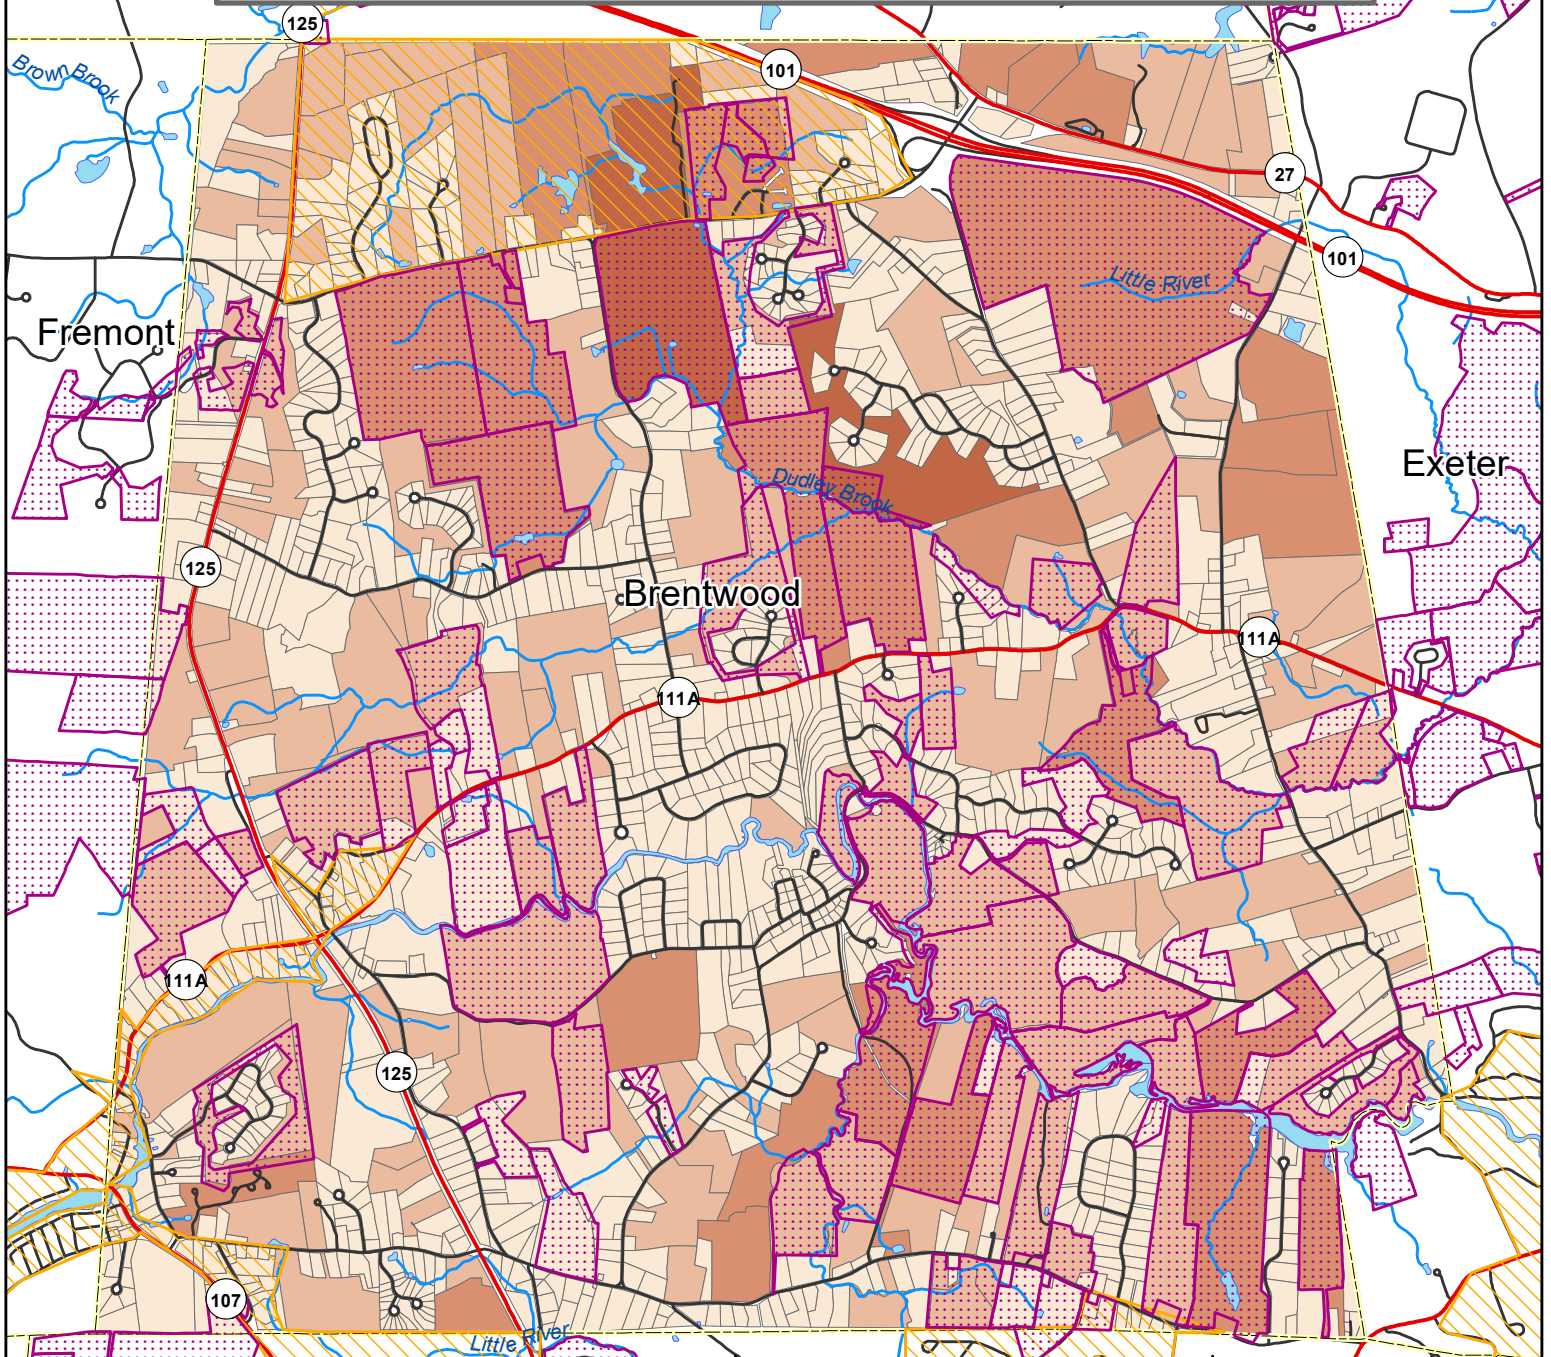 125
101
Brown Brook
27
101
Little River
Fremont
Exeter
Dudley Brook
125
Brentwood
111A
111A
111A
125
107
Little River